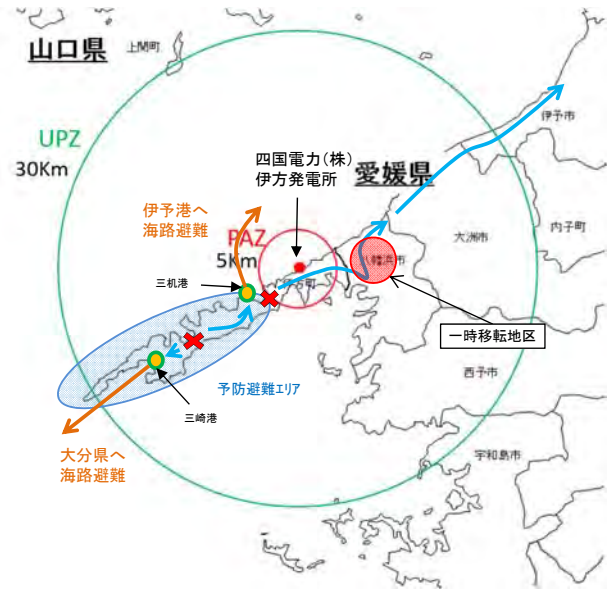 山口県
上関町
UPZ
30Km
伊予市
四国電力(株)
伊方発電所
愛媛県
伊予港へ
海路避難
PAZ
5Km
大洲市
内子町
八幡浜市
三机港
伊方町
一時移転地区
予防避難エリア
西予市
三崎港
大分県へ
海路避難
宇和島市